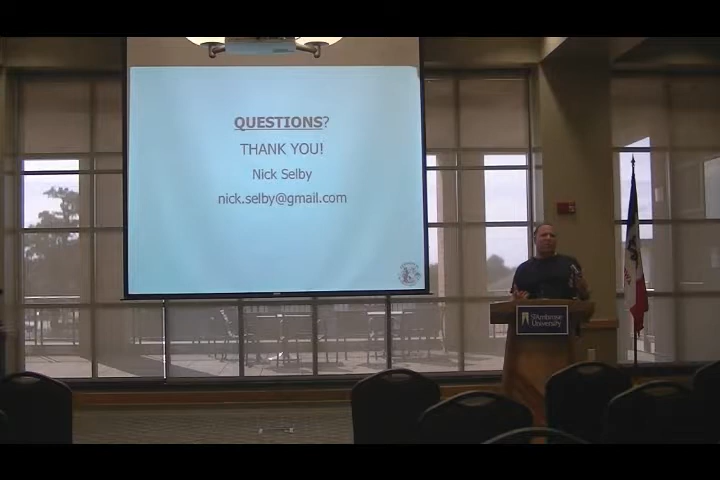 QUESTIONS?
THANK YOU!
Nick Selby
nick.selby@gmail.com
St.Ambrose
University